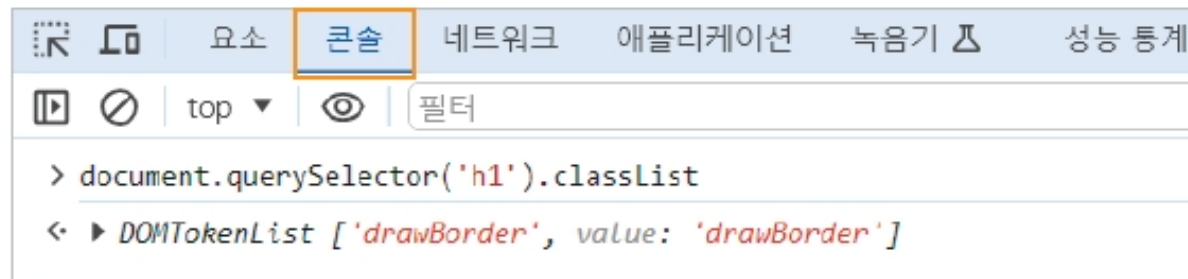 요소 콘솔 네트워크 애플리케이션 녹음기 성능 통계
top ▼ 필터
> document.querySelector('h1').classList
<· ▶ DOMTokenList ['drawBorder', value: 'drawBorder']